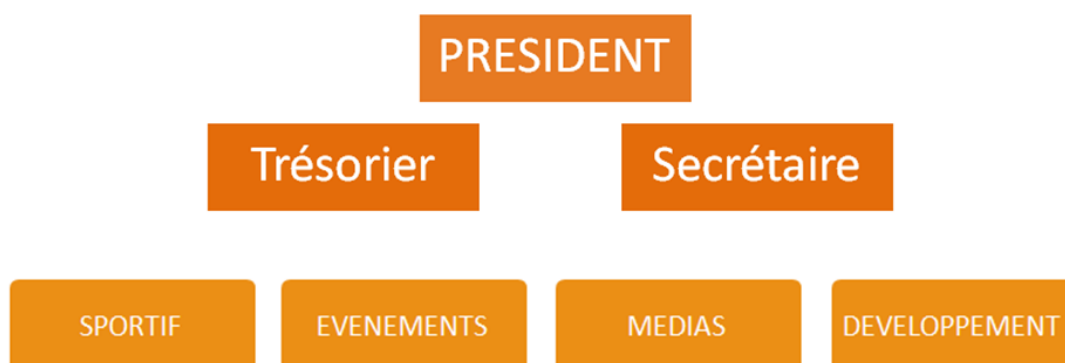 PRESIDENT
Trésorier
Secrétaire
SPORTIF
EVENEMENTS
MEDIAS
DEVELOPPEMENT